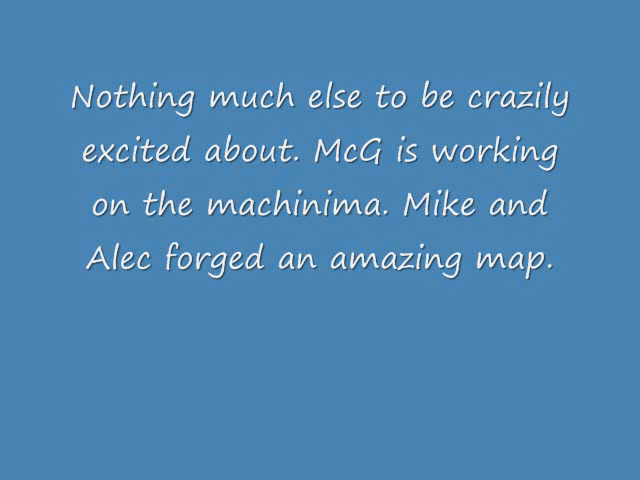 Nothing much else to be crazily
excited about. McG is working
on the machinima. Mike and
Alec forged an amazing map.